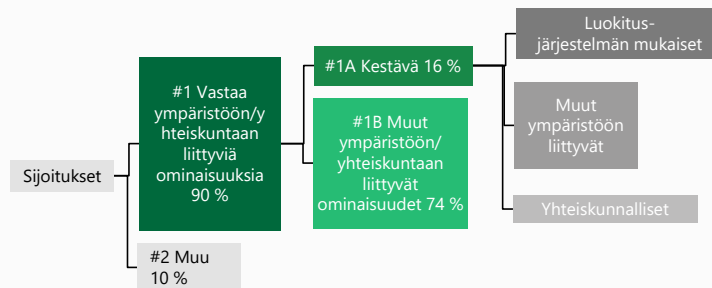 Sijoitukset
#1 Vastaa
ympäristöön/y
hteiskuntaan
liittyviä
ominaisuuksia
90 %
#2 Muu
10 %
#1A Kestävä 16 %
#1B Muut
ympäristöön/
yhteiskuntaan
liittyvät
ominaisuudet 74 %
Luokitus-
järjestelmän mukaiset
Muut
ympäristöön
liittyvät
Yhteiskunnalliset